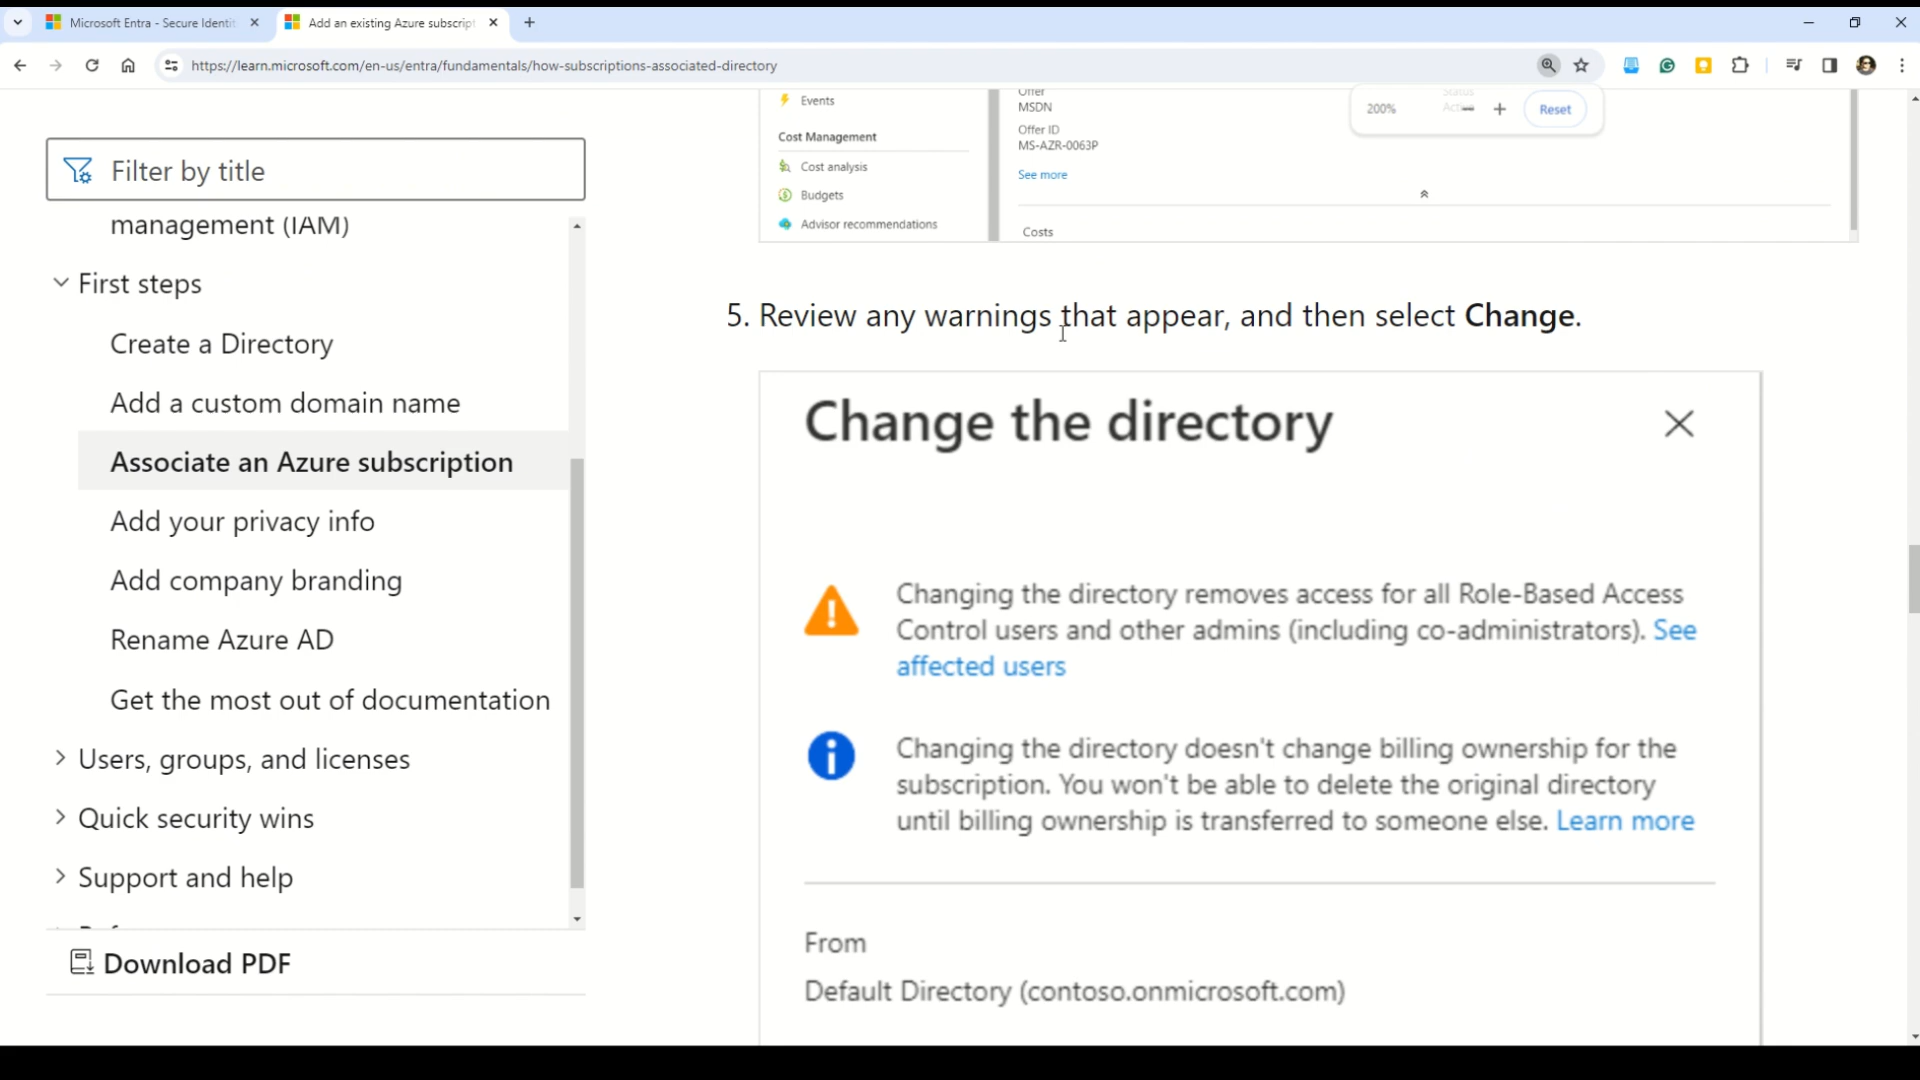 Microsoft Entra - Secure Identit
Add an existing Azure subscript
https://learn.microsoft.com/en-us/entra/fundamentals/how-subscriptions-associated-directory
Filter by title
management (IAM)
First steps
Create a Directory
Add a custom domain name
Associate an Azure subscription
Add your privacy info
Add company branding
Rename Azure AD
Get the most out of documentation
Users, groups, and licenses
Quick security wins
Support and help
Download PDF
Events
Cost Management
Cost analysis
Budgets
Advisor recommendations
Offer
MSDN
Offer ID
MS-AZR-0063P
See more
Costs
Status
200%
Reset
5. Review any warnings that appear, and then select Change.
Change the directory
Changing the directory removes access for all Role-Based Access
Control users and other admins (including co-administrators). See
affected users
Changing the directory doesn't change billing ownership for the
subscription. You won't be able to delete the original directory
until billing ownership is transferred to someone else. Learn more
From
Default Directory (contoso.onmicrosoft.com)